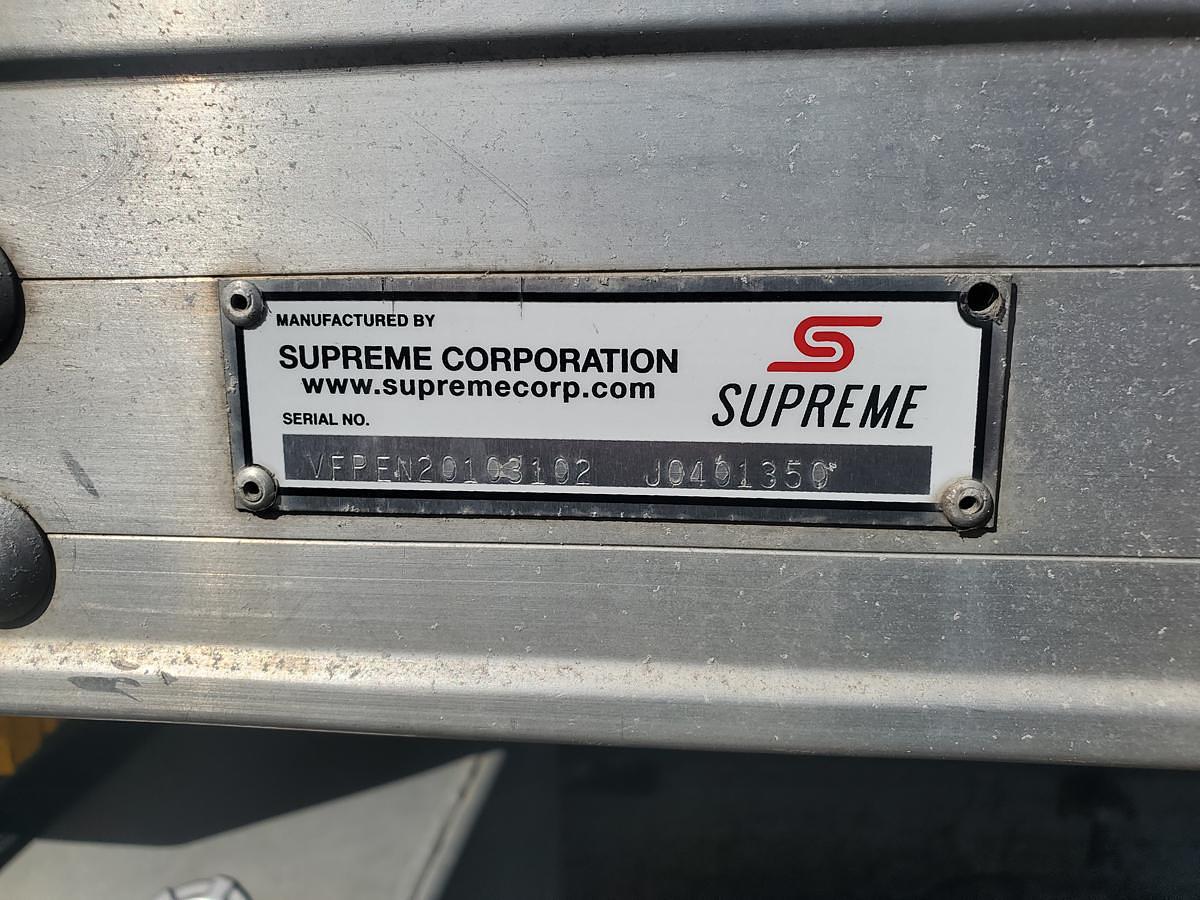 MANUFACTURED BY
SUPREME CORPORATION
www.supremecorp.com
SUPREME
SERIAL NO.
VFPEN20103102 J0401350